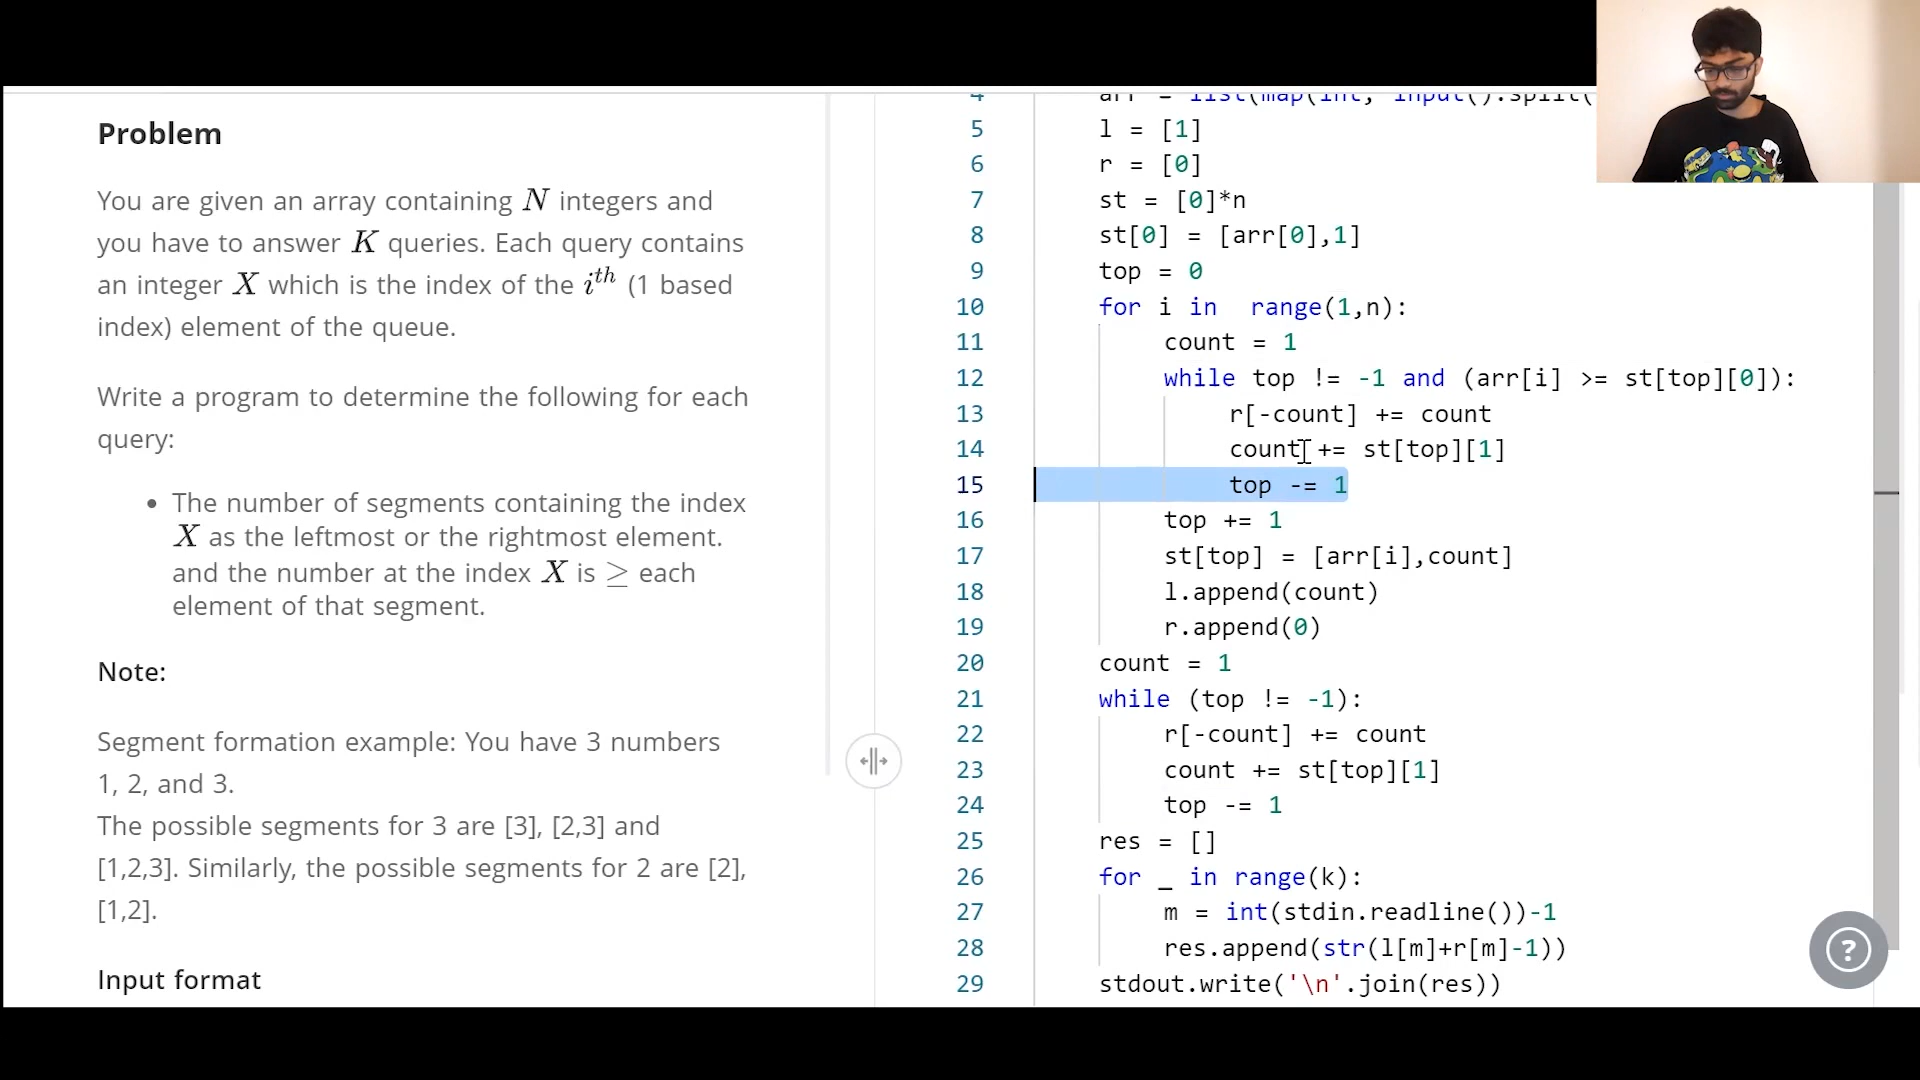 Problem
You are given an array containing N integers and
you have to answer K queries. Each query contains
an integer X which is the index of the iᵗʰ (1 based
index) element of the queue.
Write a program to determine the following for each
query:
• The number of segments containing the index
X as the leftmost or the rightmost element.
and the number at the index X is ≥ each
element of that segment.
Note:
Segment formation example: You have 3 numbers
1, 2, and 3.
The possible segments for 3 are [3], [2,3] and
[1,2,3]. Similarly, the possible segments for 2 are [2],
[1,2].
Input format
4 arr = list(map(int, input().split(
5 l = [1]
6 r = [0]
7 st = [0]*n
8 st[0] = [arr[0],1]
9 top = 0
10 for i in  range(1,n):
11 count = 1
12 while top != -1 and (arr[i] >= st[top][0]):
13 r[-count] += count
14 count += st[top][1]
15 top -= 1
16 top += 1
17 st[top] = [arr[i],count]
18 l.append(count)
19 r.append(0)
20 count = 1
21 while (top != -1):
22 r[-count] += count
23 count += st[top][1]
24 top -= 1
25 res = []
26 for _ in range(k):
27 m = int(stdin.readline())-1
28 res.append(str(l[m]+r[m]-1))
29 stdout.write('\n'.join(res))
?